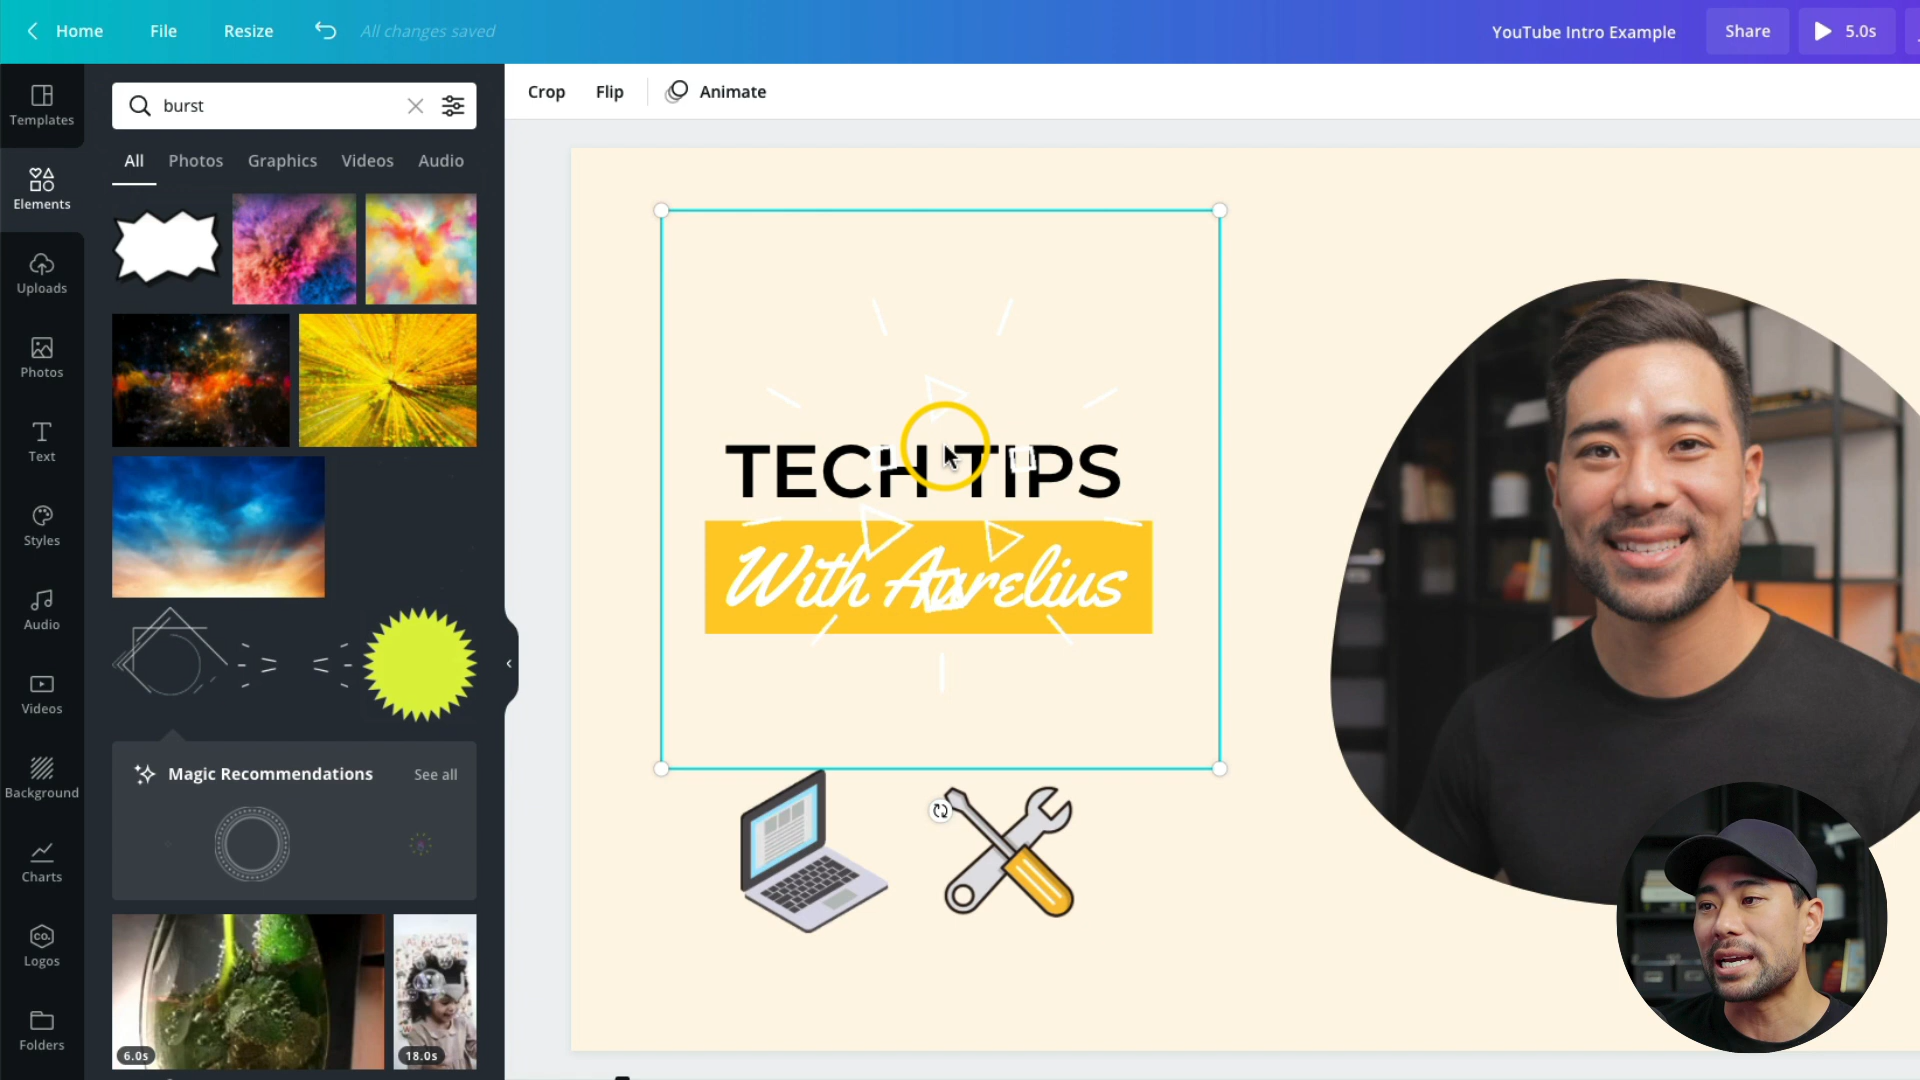 Home
File
Resize
All changes saved
YouTube Intro Example
Share
5.0s
Templates
Elements
Uploads
Photos
Text
Styles
Audio
Videos
Background
Charts
CO.
Logos
Folders
burst
All
Photos
Graphics
Videos
Audio
Magic Recommendations
See all
6.0s
18.0s
Crop
Flip
Animate
TECH TIPS
With Aurelius